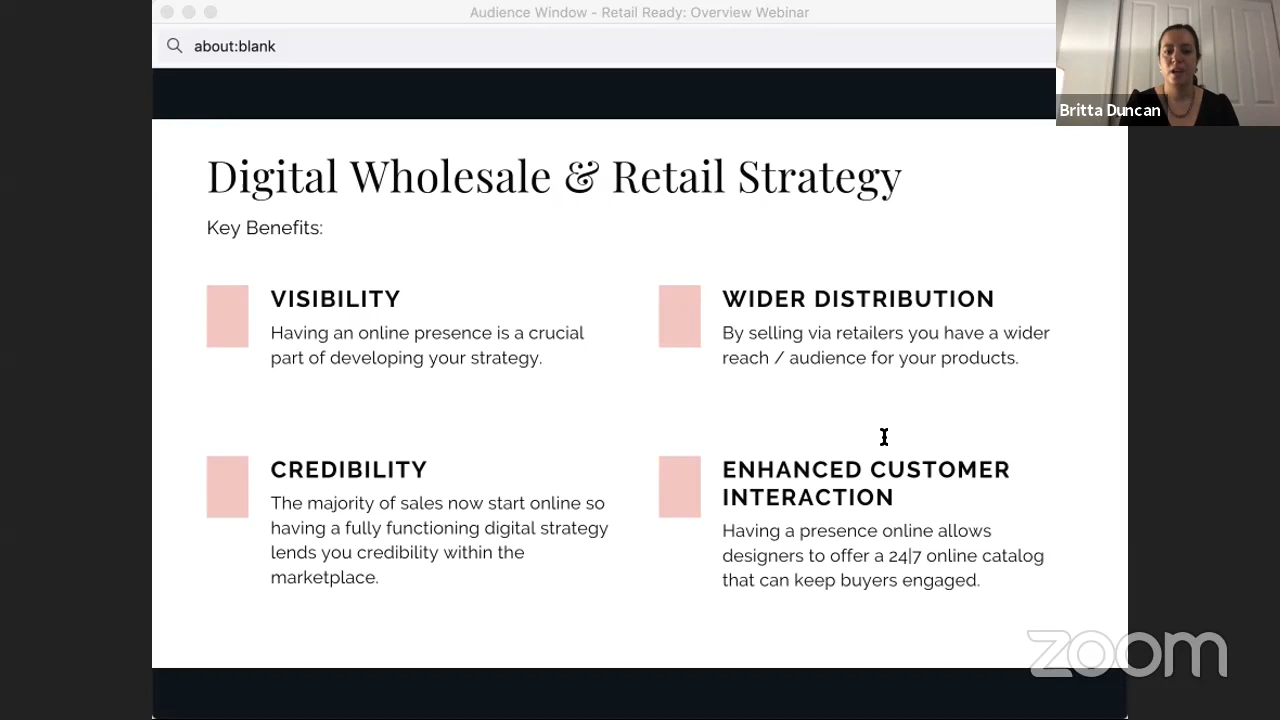 Audience Window - Retail Ready: Overview Webinar
about:blank
Britta Duncan
Digital Wholesale & Retail Strategy
Key Benefits:
VISIBILITY
Having an online presence is a crucial
part of developing your strategy.
WIDER DISTRIBUTION
By selling via retailers you have a wider
reach / audience for your products.
CREDIBILITY
The majority of sales now start online so
having a fully functioning digital strategy
lends you credibility within the
marketplace.
ENHANCED CUSTOMER
INTERACTION
Having a presence online allows
designers to offer a 24|7 online catalog
that can keep buyers engaged.
zoom